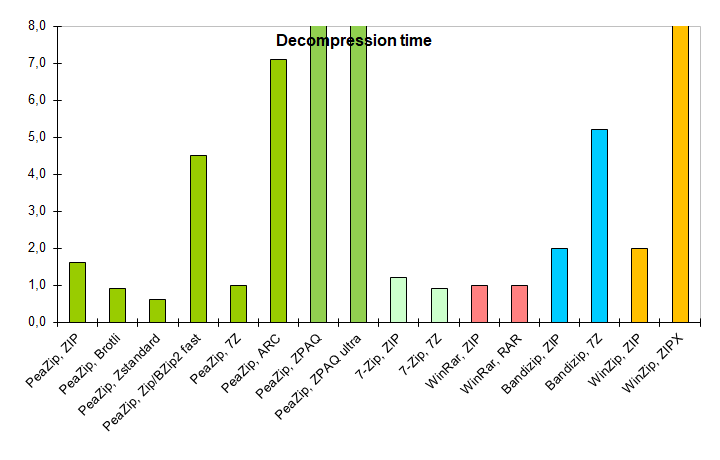 Decompression time
8,0
7,0
6,0
5,0
4,0
3,0
2,0
1,0
0,0
PeaZip, ZIP
PeaZip, Brotli
PeaZip, Zstandard
PeaZip, Zip/BZip2 fast
PeaZip, 7Z
PeaZip, ARC
PeaZip, ZPAQ
PeaZip, ZPAQ ultra
7-Zip, ZIP
7-Zip, 7Z
WinRar, ZIP
WinRar, RAR
Bandizip, ZIP
Bandizip, 7Z
WinZip, ZIP
WinZip, ZIPX